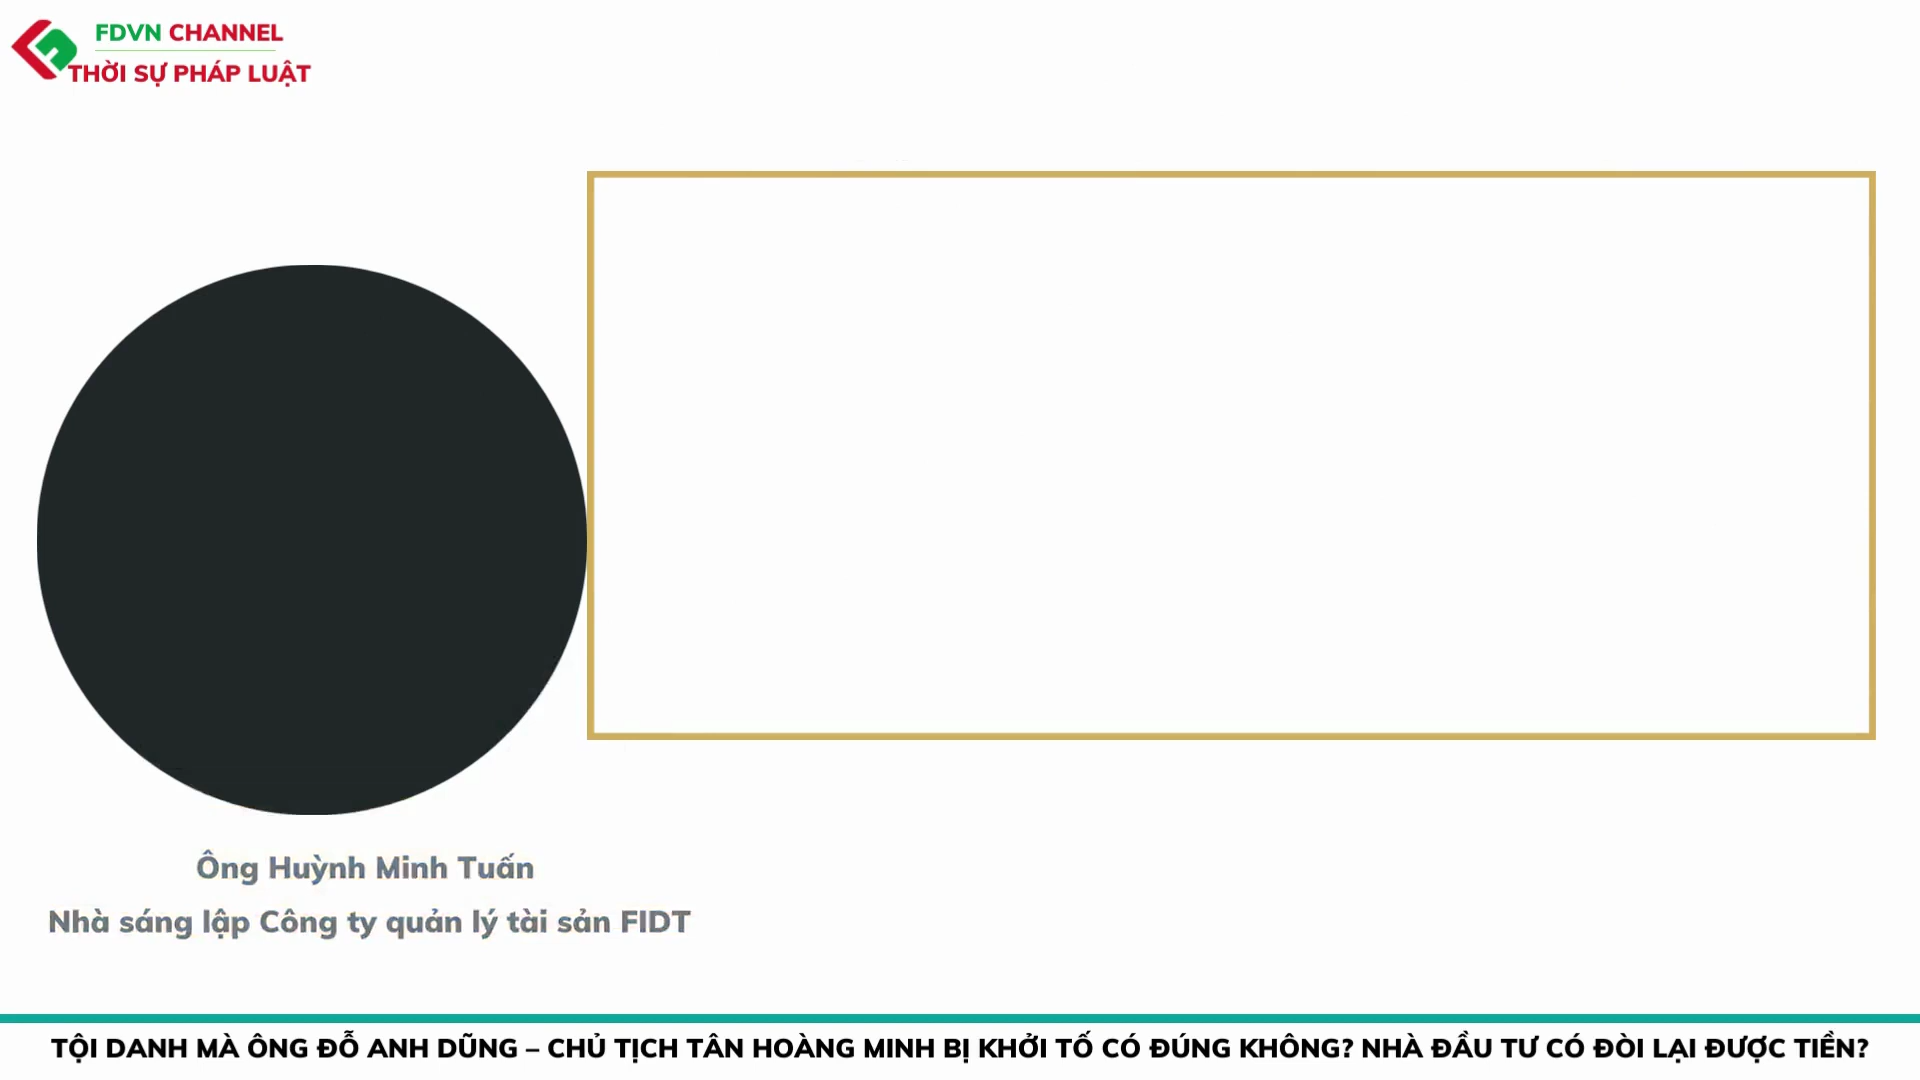 FDVN CHANNEL
THỜI SỰ PHÁP LUẬT
Ông Huỳnh Minh Tuấn
Nhà sáng lập Công ty quản lý tài sản FIDT
TỘI DANH MÀ ÔNG ĐỖ ANH DŨNG – CHỦ TỊCH TÂN HOÀNG MINH BỊ KHỞI TỐ CÓ ĐÚNG KHÔNG? NHÀ ĐẦU TƯ CÓ ĐÒI LẠI ĐƯỢC TIỀN?